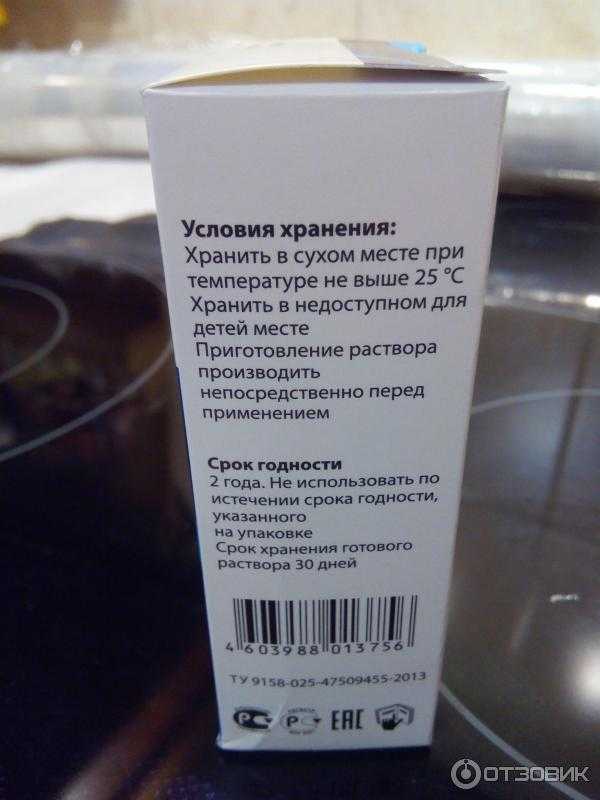 Условия хранения:
Хранить в сухом месте при
температуре не выше 25 °C
Хранить в недоступном для
детей месте
Приготовление раствора
производить
непосредственно перед
применением
Срок годности
2 года. Не использовать по
истечении срока годности,
указанного
на упаковке
Срок хранения готового
раствора 30 дней
4 603988 013756
ТУ 9158-025-47509455-2013
ЕАС
ОТЗОВИК